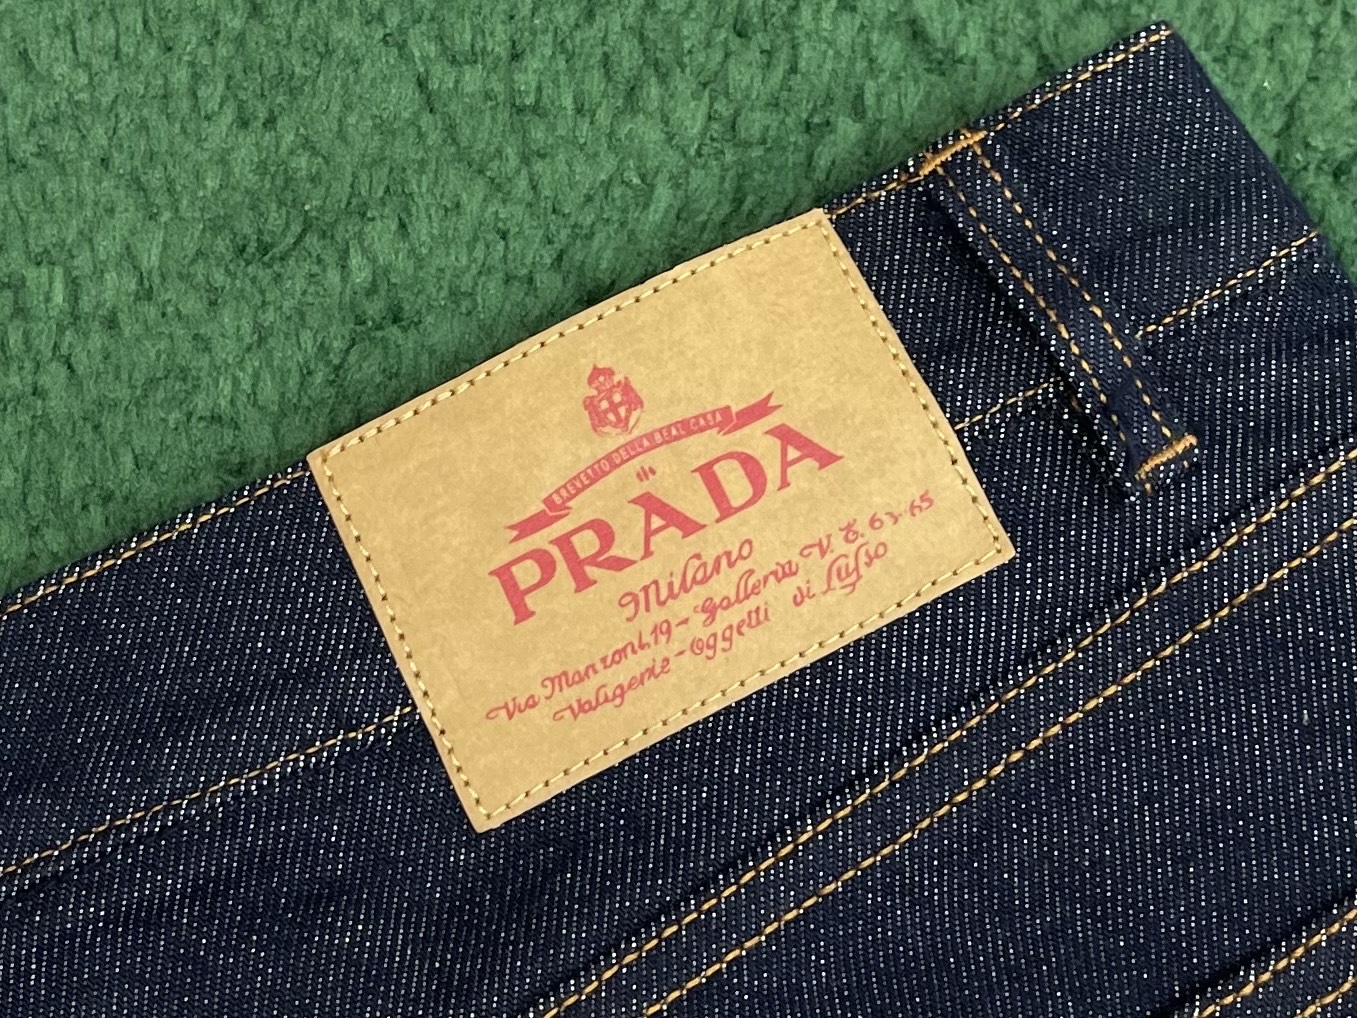 BREVETTO DELLA REAL CASA
PRADA
Milano
Via Manzoni, 19 - Galleria V. E. 63-65
Valigerie - Oggetti di Lusso